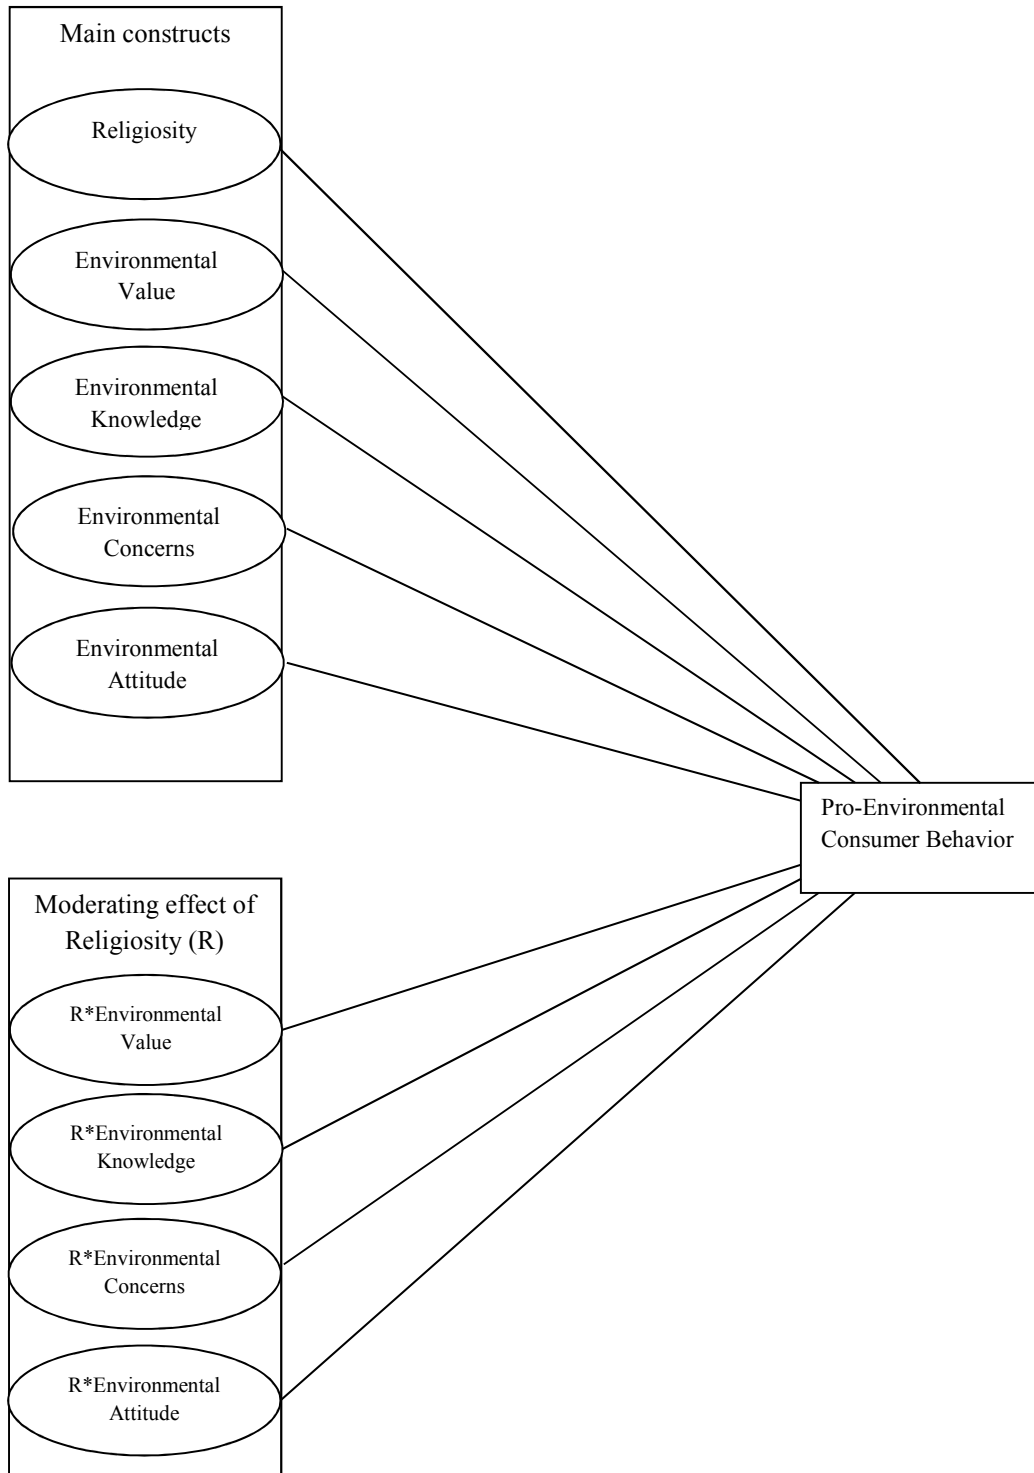 Main constructs
Religiosity
Environmental
Value
Environmental
Knowledge
Environmental
Concerns
Environmental
Attitude
Pro-Environmental
Consumer Behavior
Moderating effect of
Religiosity (R)
R*Environmental
Value
R*Environmental
Knowledge
R*Environmental
Concerns
R*Environmental
Attitude